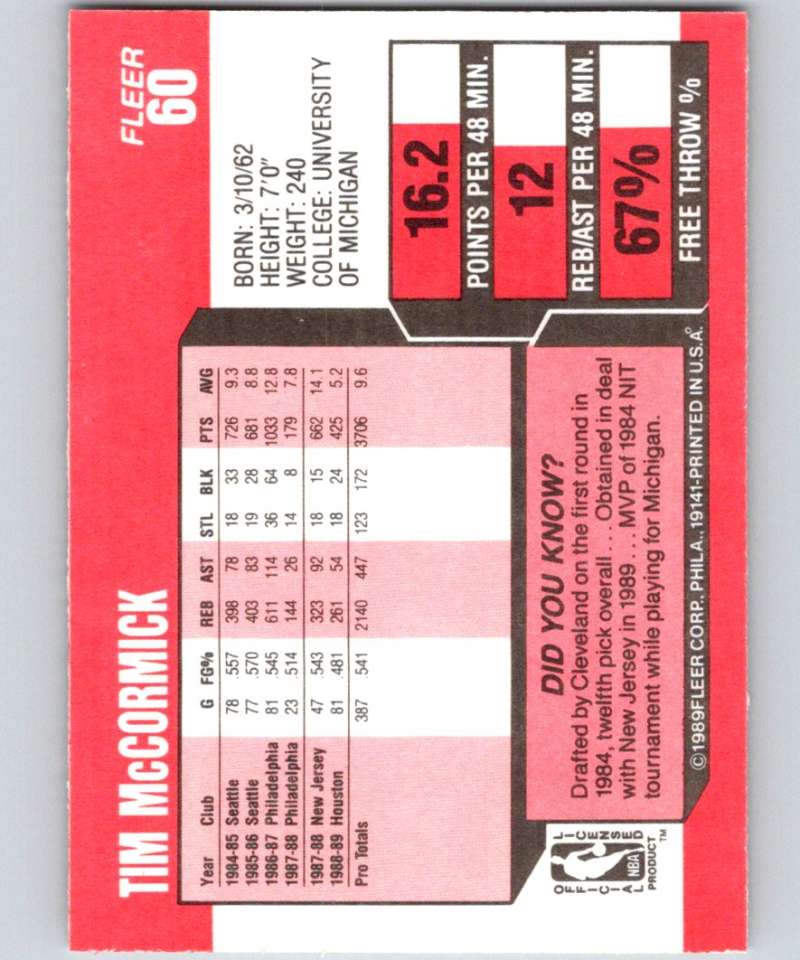 TIM McCORMICK
FLEER
60
Year Club G FG% REB AST STL BLK PTS AVG
1984-85 Seattle 78 .557 398 78 18 33 726 9.3
1985-86 Seattle 77 .570 403 83 19 28 681 8.8
1986-87 Philadelphia 81 .545 611 114 36 64 1033 12.8
1987-88 Philadelphia 23 .514 144 26 14 8 179 7.8
1987-88 New Jersey 47 .543 323 92 18 15 662 14.1
1988-89 Houston 81 .481 261 54 18 24 425 5.2
Pro Totals 387 .541 2140 447 123 172 3706 9.6
BORN: 3/10/62
HEIGHT: 7'0"
WEIGHT: 240
COLLEGE: UNIVERSITY
OF MICHIGAN
16.2
POINTS PER 48 MIN.
12
REB/AST PER 48 MIN.
67%
FREE THROW %
DID YOU KNOW?
Drafted by Cleveland on the first round in
1984, twelfth pick overall . . . Obtained in deal
with New Jersey in 1989 . . . MVP of 1984 NIT
tournament while playing for Michigan.
OFFICIAL
LICENSED
NBA
PRODUCT™
©1989FLEER CORP., PHILA., 19141-PRINTED IN U.S.A.